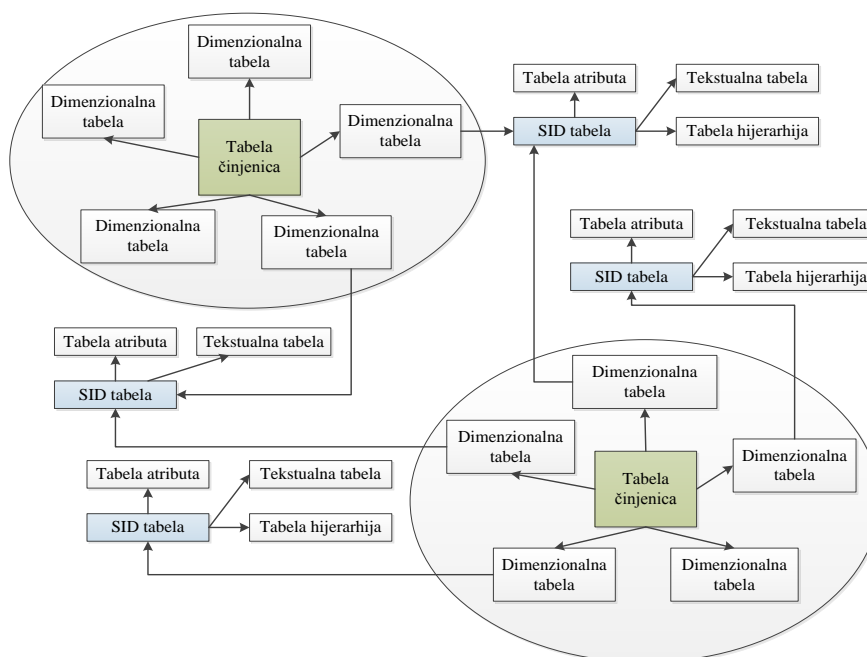 Dimenzionalna
tabela
Dimenzionalna
tabela
Dimenzionalna
tabela
Tabela
činjenica
Dimenzionalna
tabela
Dimenzionalna
tabela
Tabela atributa
Tekstualna tabela
SID tabela
Tabela hijerarhija
Tabela atributa
Tekstualna tabela
SID tabela
Tabela hijerarhija
Tabela atributa
Tekstualna tabela
SID tabela
Tabela atributa
Tekstualna tabela
SID tabela
Tabela hijerarhija
Dimenzionalna
tabela
Dimenzionalna
tabela
Dimenzionalna
tabela
Tabela
činjenica
Dimenzionalna
tabela
Dimenzionalna
tabela